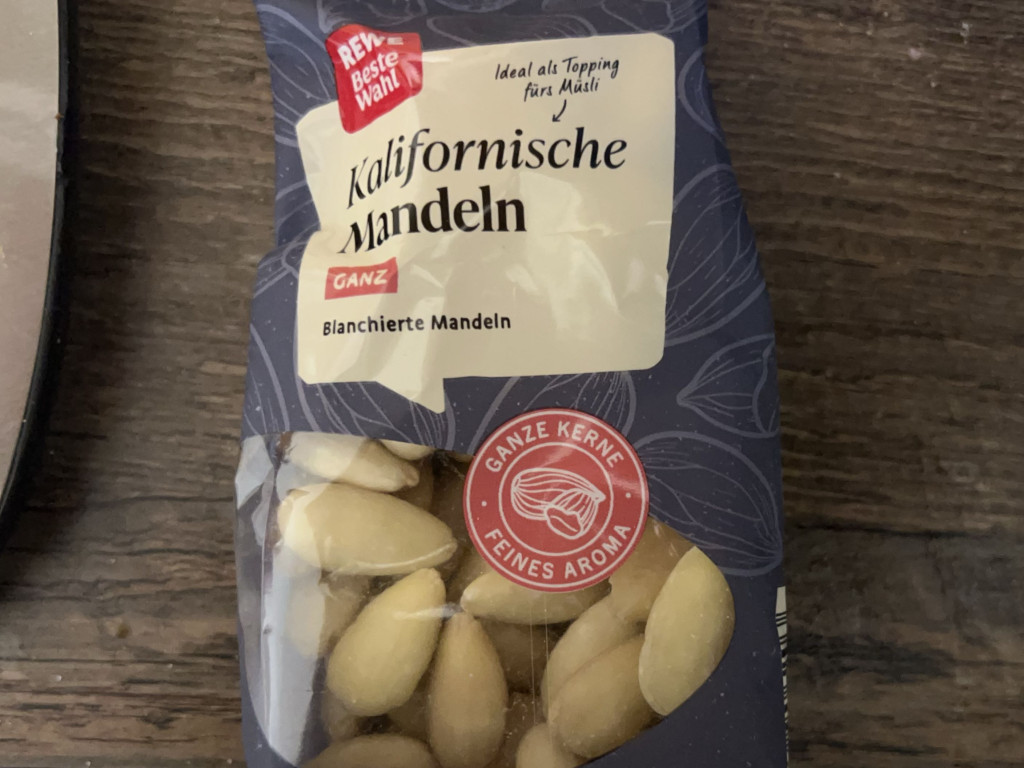 REWE
Beste
Wahl
Ideal als Topping
fürs Müsli
Kalifornische
Mandeln
GANZ
Blanchierte Mandeln
GANZE KERNE
FEINES AROMA